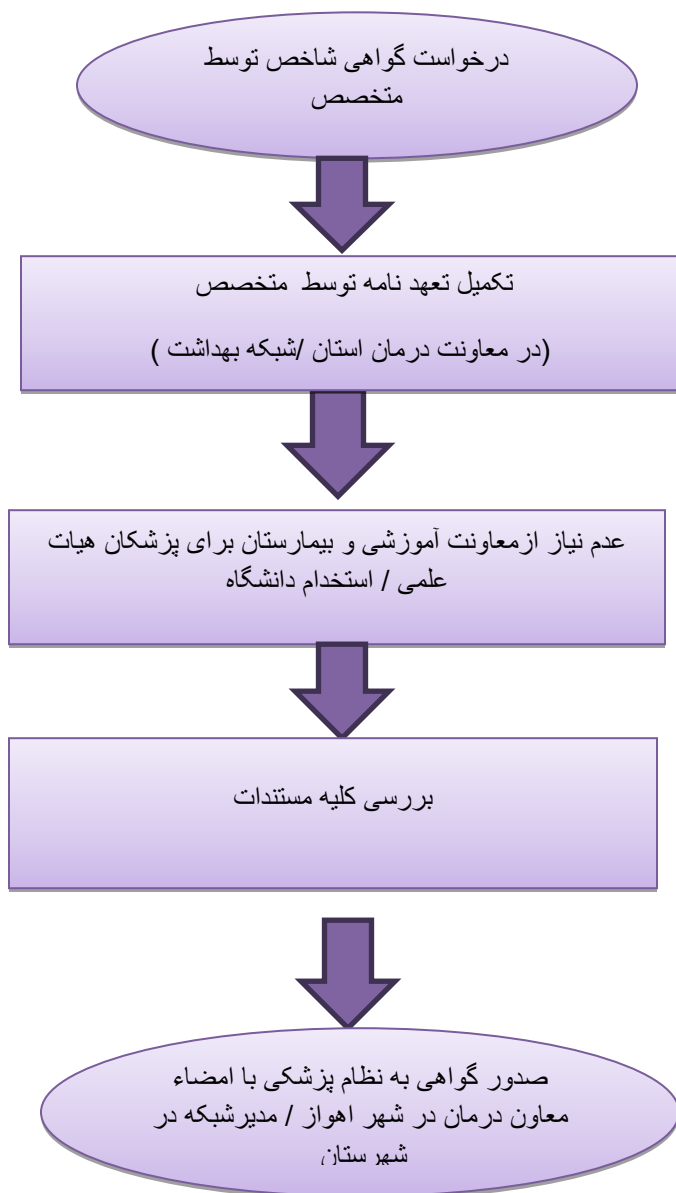 درخواست گواهی شاخص توسط
متخصص
تکمیل تعهد نامه توسط متخصص
(در معاونت درمان استان /شبکه بهداشت )
عدم نیاز ازمعاونت آموزشی و بیمارستان برای پزشکان هیات
علمی / استخدام دانشگاه
بررسی کلیه مستندات
صدور گواهی به نظام پزشکی با امضاء
معاون درمان در شهر اهواز / مدیرشبکه در
شهرستان